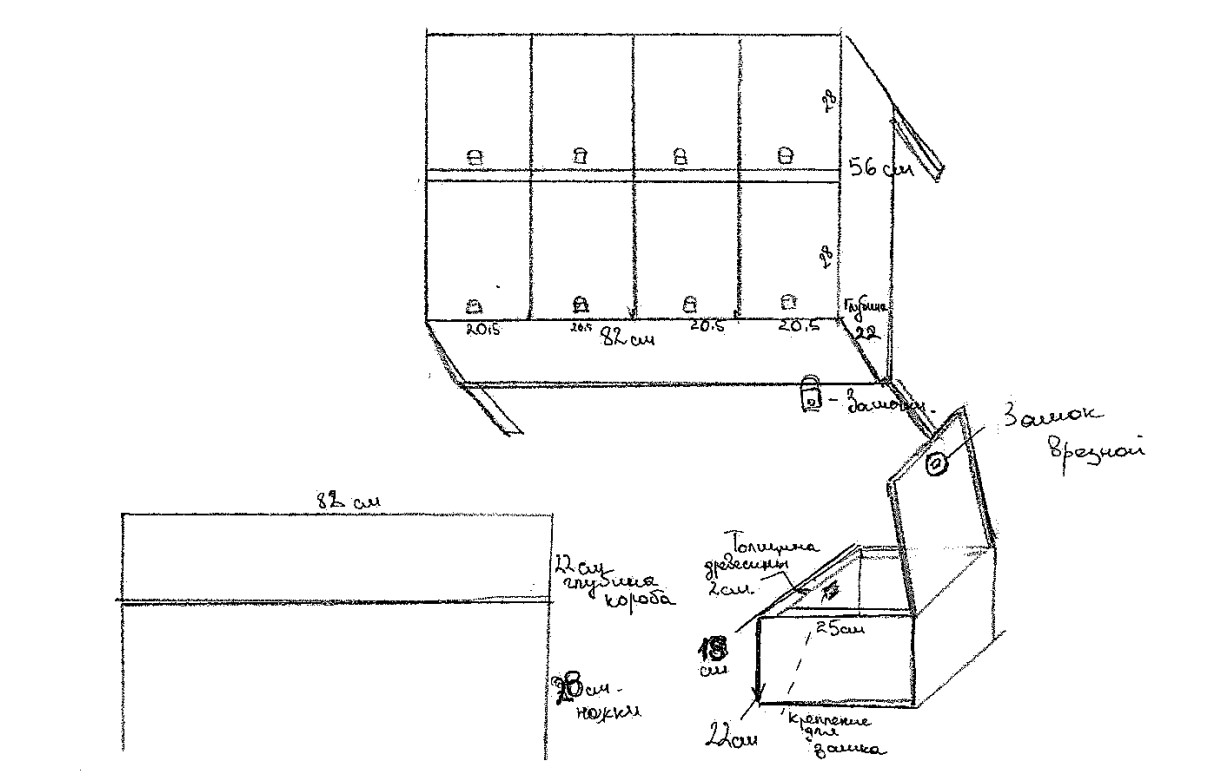 28
56 см
28
Глубина
22
20,5
20,5
20,5
20,5
82 см
- Замочки.
Замок
врезной
82 см
22 см
глубина
короба
28 см -
ножки
Толщина
древесины
2 см.
25 см
18
см
22 см
крепление
для
замка